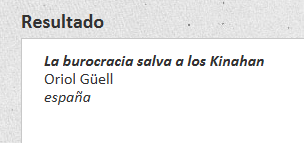 Resultado
La burocracia salva a los Kinahan
Oriol Güell
españa